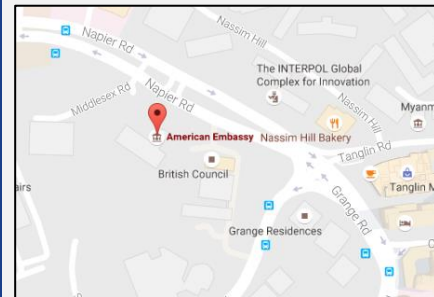 Napier Rd
Nassim Hill
Napier Rd
The INTERPOL Global
Complex for Innovation
Middlesex Rd
Nassim Hill
Myanm
American Embassy
Nassim Hill Bakery
Tanglin Rd
British Council
Tanglin M
Grange Rd
airs
Grange Residences